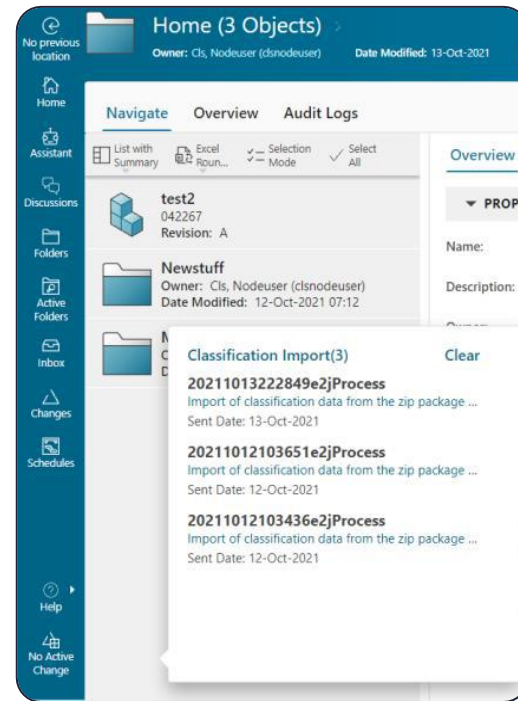 No previous
location
Home (3 Objects)
Owner: Cls, Nodeuser (clsnodeuser)
Date Modified: 13-Oct-2021
Home
Assistant
Discussions
Folders
Active
Folders
Inbox
Changes
Schedules
Help
No Active
Change
Navigate
Overview
Audit Logs
List with
Summary
Excel
Roun...
Selection
Mode
Select
All
test2
042267
Revision: A
Newstuff
Owner: Cls, Nodeuser (clsnodeuser)
Date Modified: 12-Oct-2021 07:12
Overview
PROP
Name:
Description:
Classification Import(3)
Clear
20211013222849e2jProcess
Import of classification data from the zip package ...
Sent Date: 13-Oct-2021
20211012103651e2jProcess
Import of classification data from the zip package ...
Sent Date: 12-Oct-2021
20211012103436e2jProcess
Import of classification data from the zip package ...
Sent Date: 12-Oct-2021